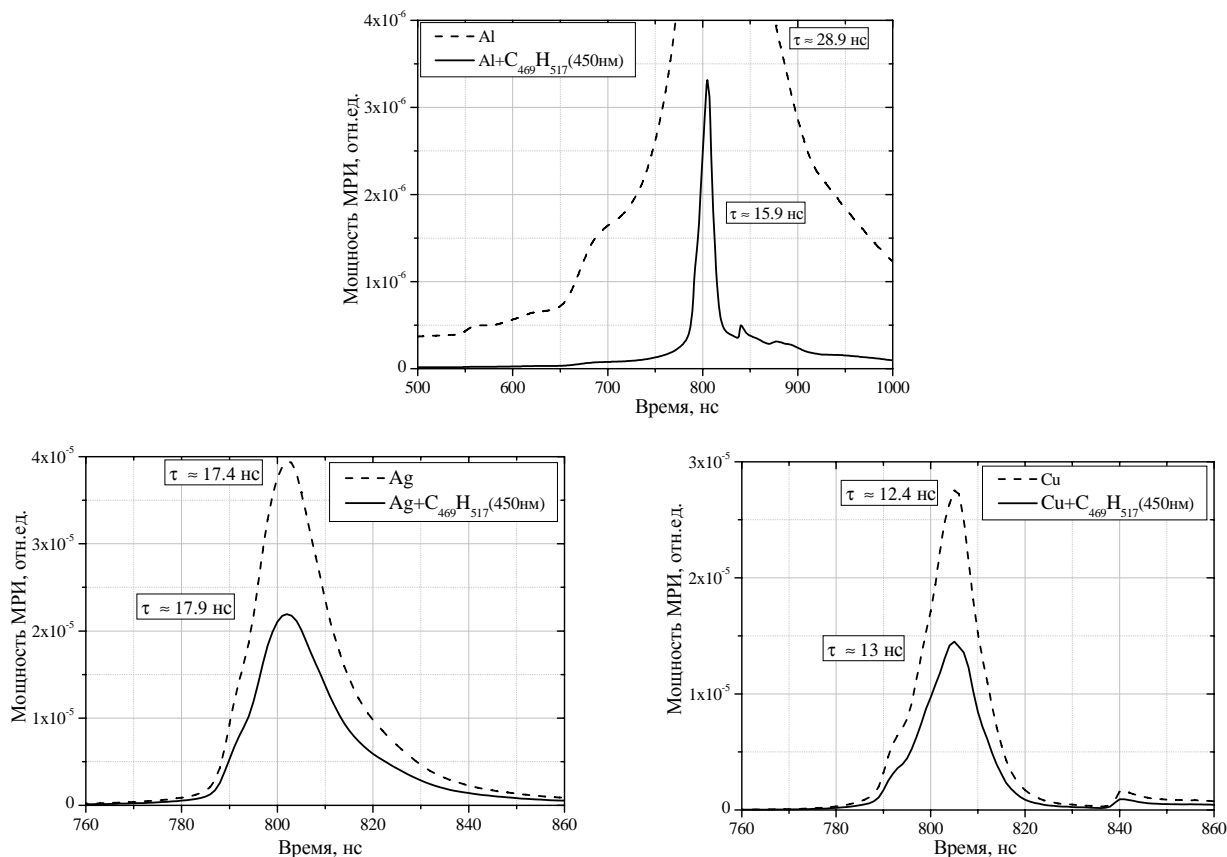 4x10⁻⁶
3x10⁻⁶
2x10⁻⁶
1x10⁻⁶
0
Мощность МРИ, отн.ед.
Al
Al+C₄₆₉H₅₁₇(450нм)
τ ≈ 28.9 нс
τ ≈ 15.9 нс
500 600 700 800 900 1000
Время, нс
4x10⁻⁵
3x10⁻⁵
2x10⁻⁵
1x10⁻⁵
0
Мощность МРИ, отн.ед.
τ ≈ 17.4 нс
Ag
Ag+C₄₆₉H₅₁₇(450нм)
τ ≈ 17.9 нс
760 780 800 820 840 860
Время, нс
3x10⁻⁵
2x10⁻⁵
1x10⁻⁵
0
Мощность МРИ, отн.ед.
τ ≈ 12.4 нс
Cu
Cu+C₄₆₉H₅₁₇(450нм)
τ ≈ 13 нс
760 780 800 820 840 860
Время, нс